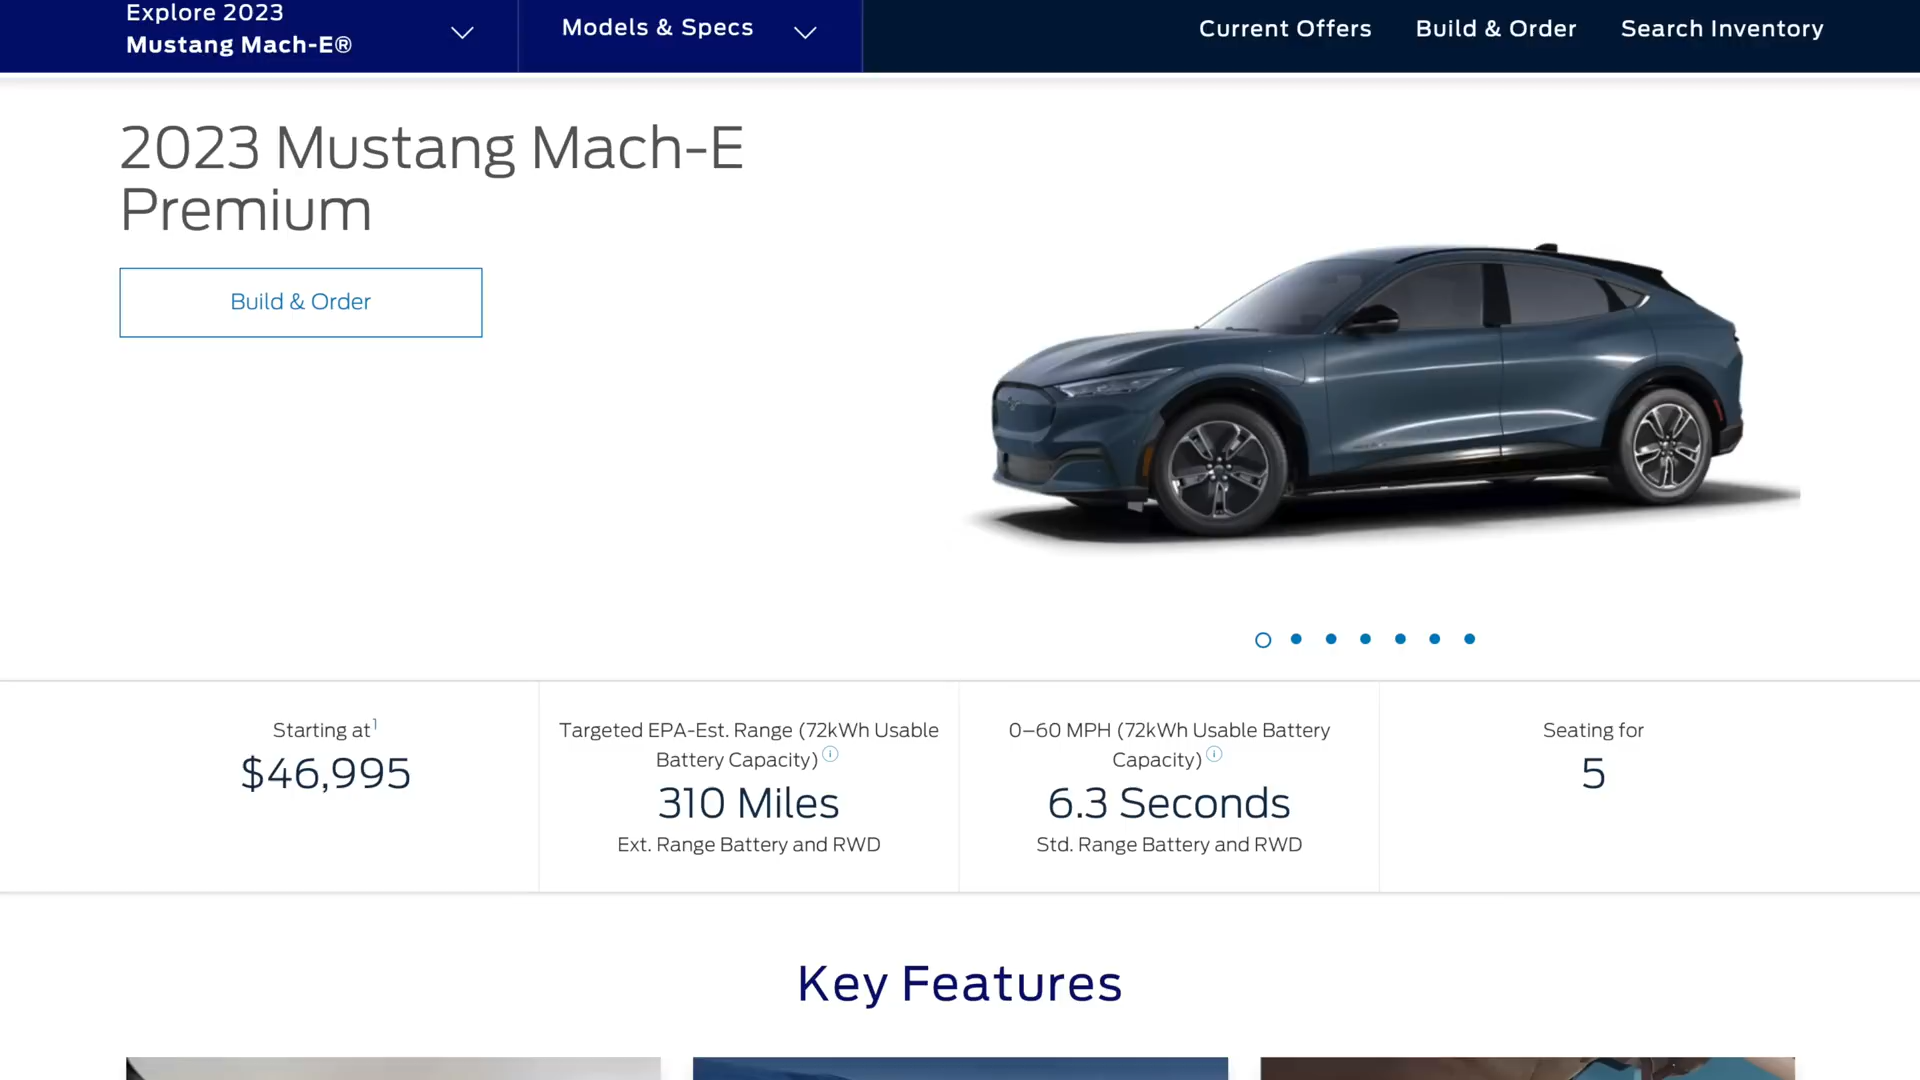 Explore 2023
Mustang Mach-E®
Models & Specs
Current Offers
Build & Order
Search Inventory
2023 Mustang Mach-E
Premium
Build & Order
Starting at1
$46,995
Targeted EPA-Est. Range (72kWh Usable
Battery Capacity)
310 Miles
Ext. Range Battery and RWD
0–60 MPH (72kWh Usable Battery
Capacity)
6.3 Seconds
Std. Range Battery and RWD
Seating for
5
Key Features